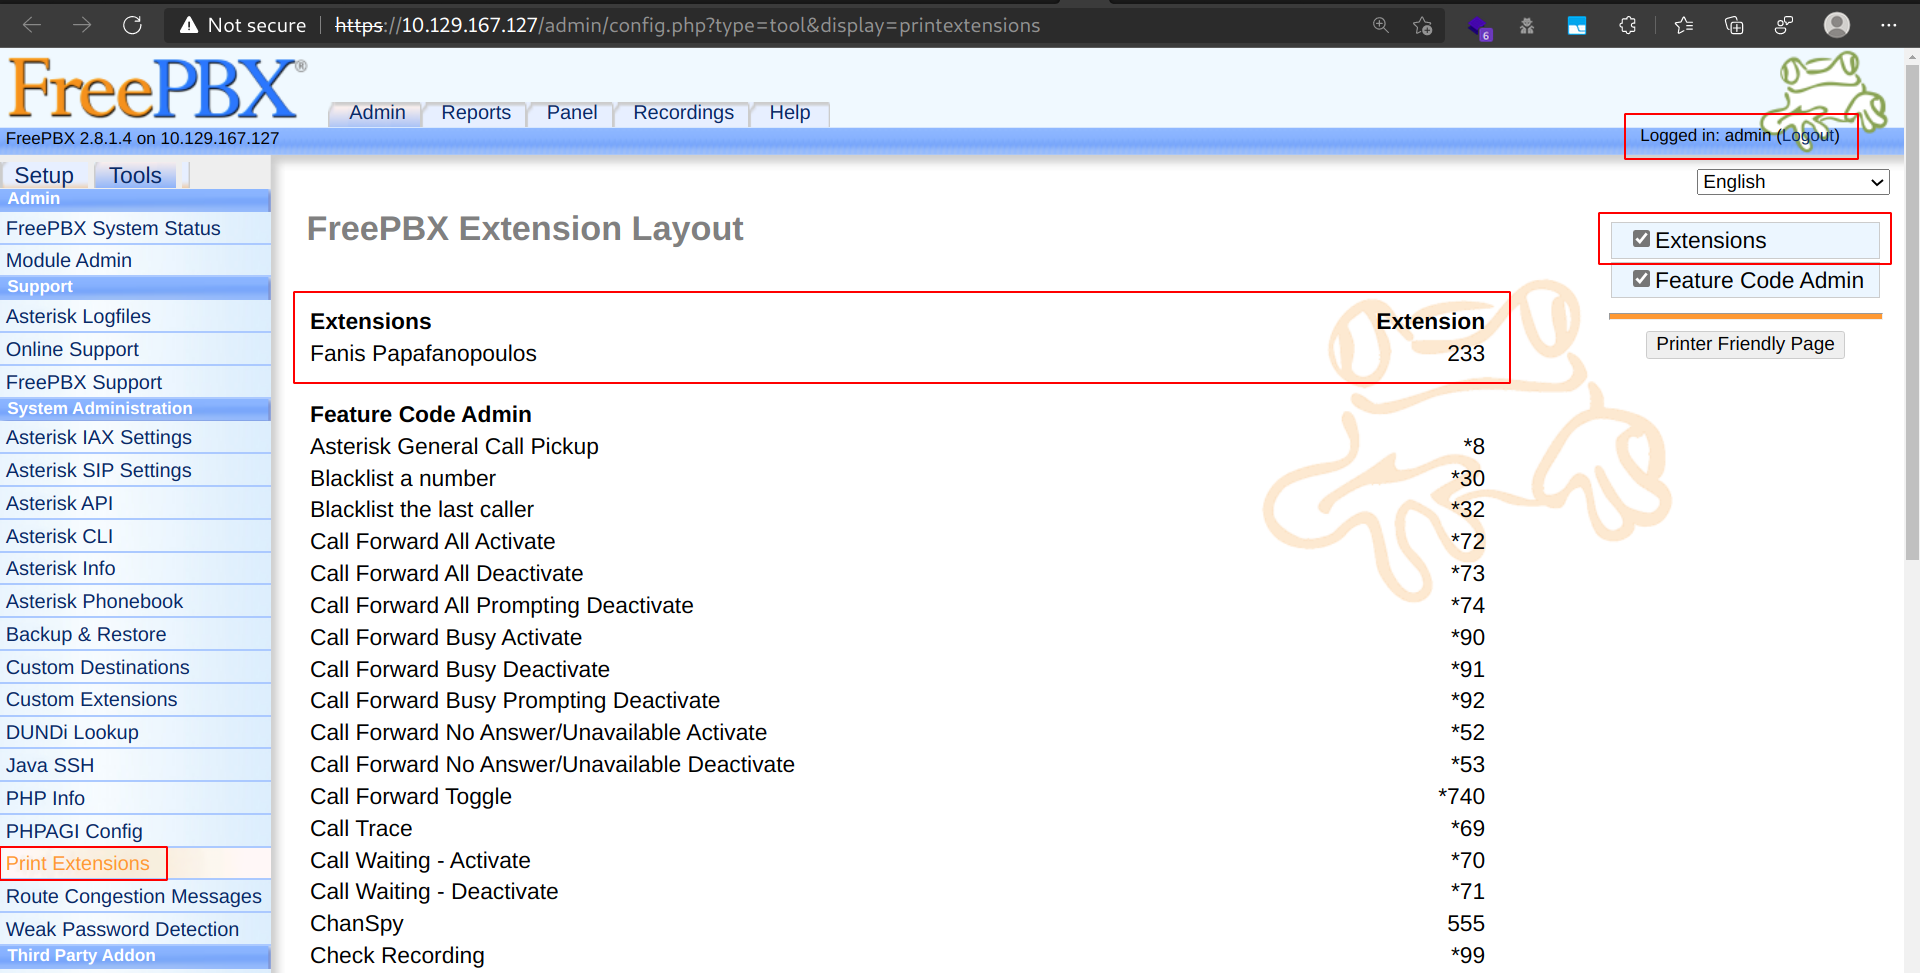 Not secure https://10.129.167.127/admin/config.php?type=tool&display=printextensions
6
FreePBX®
Admin Reports Panel Recordings Help
FreePBX 2.8.1.4 on 10.129.167.127
Logged in: admin (Logout)
Setup Tools
English
Admin
FreePBX System Status
Module Admin
Support
Asterisk Logfiles
Online Support
FreePBX Support
System Administration
Asterisk IAX Settings
Asterisk SIP Settings
Asterisk API
Asterisk CLI
Asterisk Info
Asterisk Phonebook
Backup & Restore
Custom Destinations
Custom Extensions
DUNDi Lookup
Java SSH
PHP Info
PHPAGI Config
Print Extensions
Route Congestion Messages
Weak Password Detection
Third Party Addon
FreePBX Extension Layout
Extensions Extension
Fanis Papafanopoulos 233
Feature Code Admin
Asterisk General Call Pickup *8
Blacklist a number *30
Blacklist the last caller *32
Call Forward All Activate *72
Call Forward All Deactivate *73
Call Forward All Prompting Deactivate *74
Call Forward Busy Activate *90
Call Forward Busy Deactivate *91
Call Forward Busy Prompting Deactivate *92
Call Forward No Answer/Unavailable Activate *52
Call Forward No Answer/Unavailable Deactivate *53
Call Forward Toggle *740
Call Trace *69
Call Waiting - Activate *70
Call Waiting - Deactivate *71
ChanSpy 555
Check Recording *99
Extensions
Feature Code Admin
Printer Friendly Page